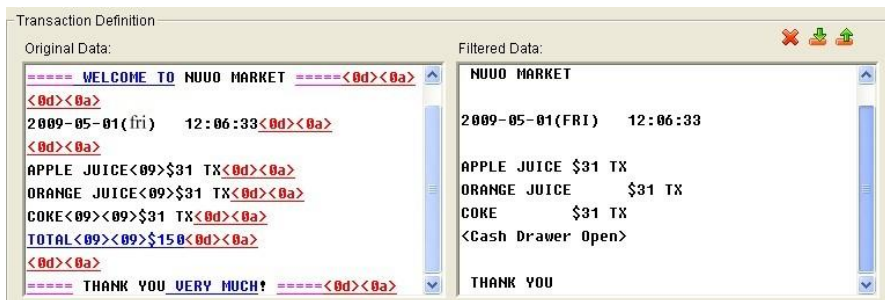 Transaction Definition
Original Data:
===== WELCOME TO NUUO MARKET =====<0d><0a>
<0d><0a>
2009-05-01(fri) 12:06:33<0d><0a>
<0d><0a>
APPLE JUICE<09>$31 TX<0d><0a>
ORANGE JUICE<09>$31 TX<0d><0a>
COKE<09><09>$31 TX<0d><0a>
TOTAL<09><09>$150<0d><0a>
<0d><0a>
===== THANK YOU VERY MUCH! =====<0d><0a>
Filtered Data:
NUUO MARKET
2009-05-01(FRI) 12:06:33
APPLE JUICE $31 TX
ORANGE JUICE $31 TX
COKE $31 TX
<Cash Drawer Open>
THANK YOU